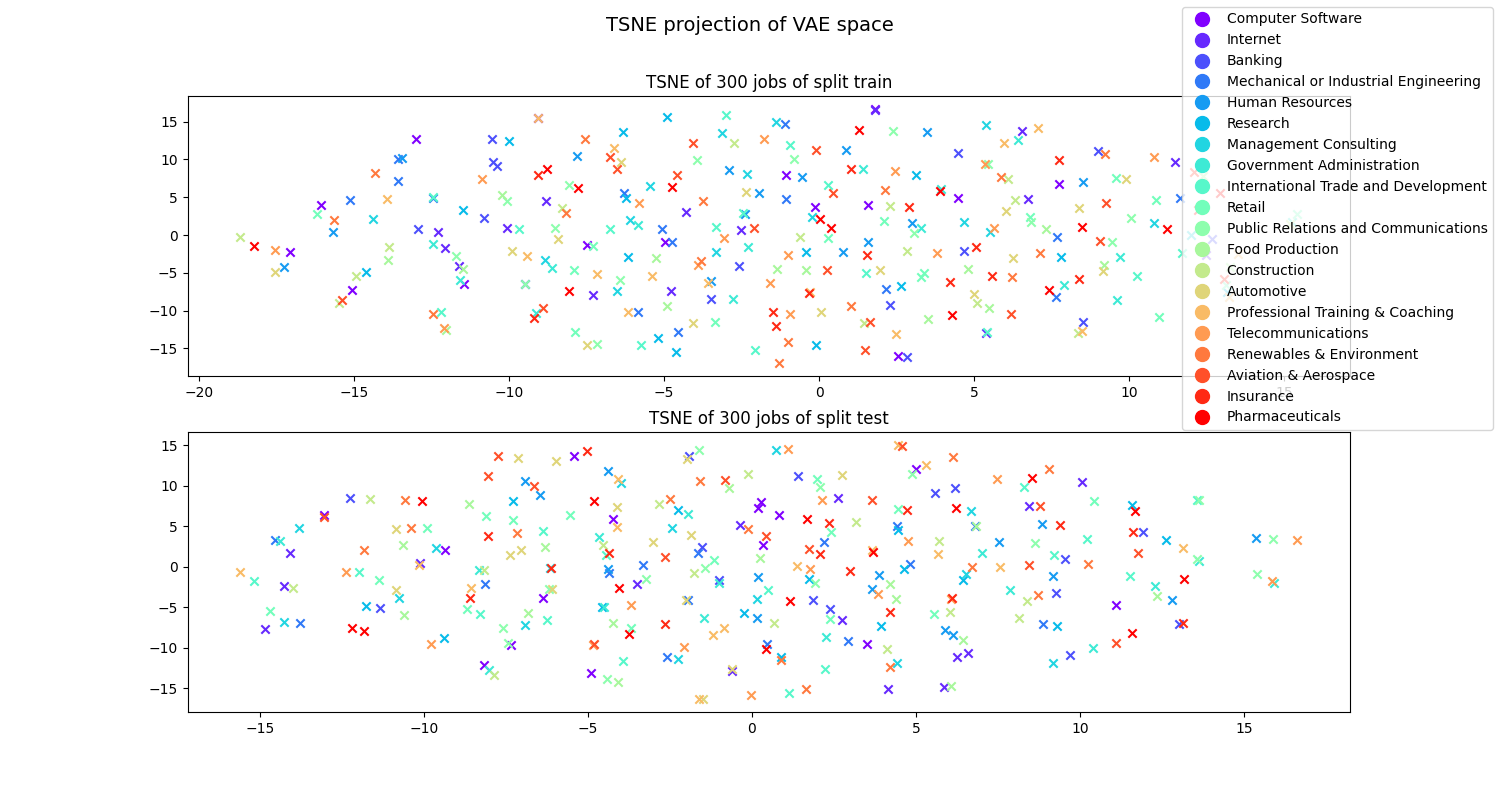 TSNE projection of VAE space
TSNE of 300 jobs of split train
15
10
5
0
−5
−10
−15
−20
−15
−10
−5
0
5
10
15
Computer Software
Internet
Banking
Mechanical or Industrial Engineering
Human Resources
Research
Management Consulting
Government Administration
International Trade and Development
Retail
Public Relations and Communications
Food Production
Construction
Automotive
Professional Training & Coaching
Telecommunications
Renewables & Environment
Aviation & Aerospace
Insurance
Pharmaceuticals
TSNE of 300 jobs of split test
15
10
5
0
−5
−10
−15
−15
−10
−5
0
5
10
15